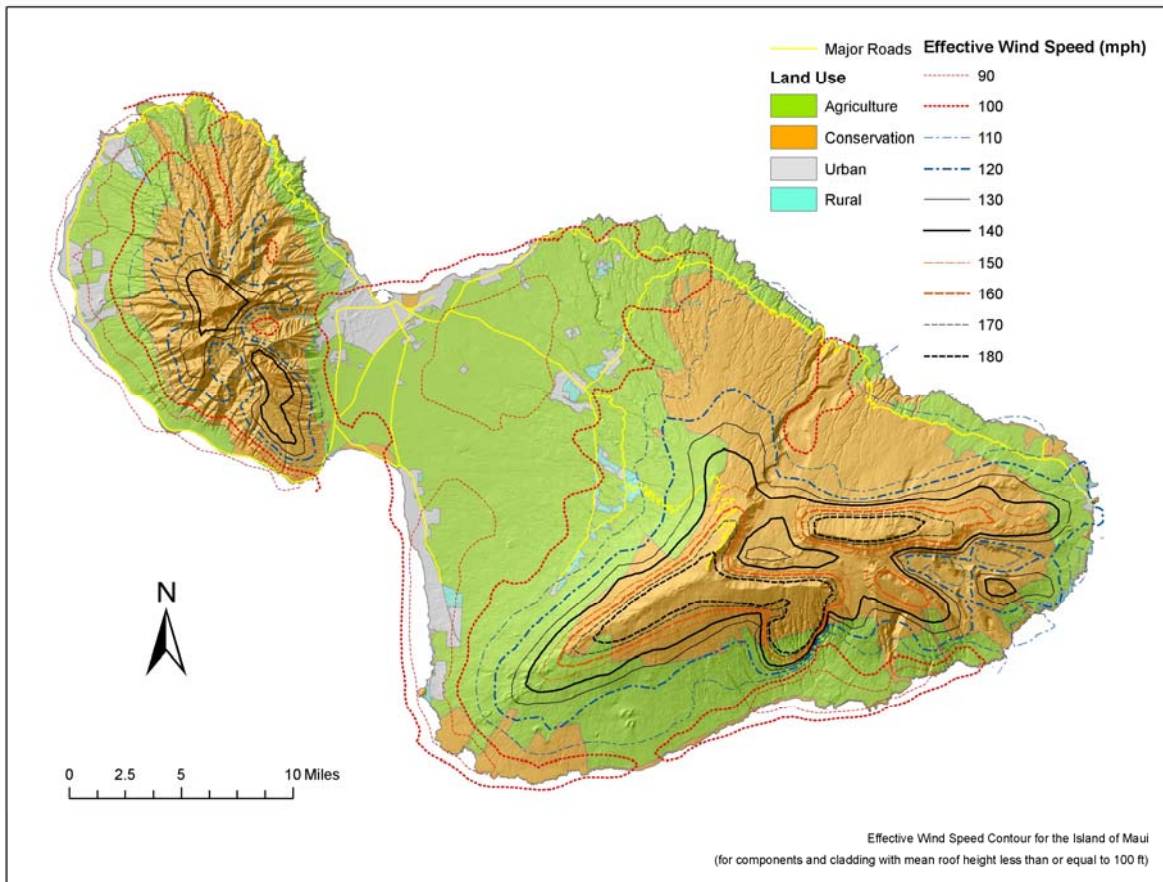 Major Roads
Land Use
Agriculture
Conservation
Urban
Rural
Effective Wind Speed (mph)
90
100
110
120
130
140
150
160
170
180
N
0 2.5 5 10 Miles
Effective Wind Speed Contour for the Island of Maui
(for components and cladding with mean roof height less than or equal to 100 ft)